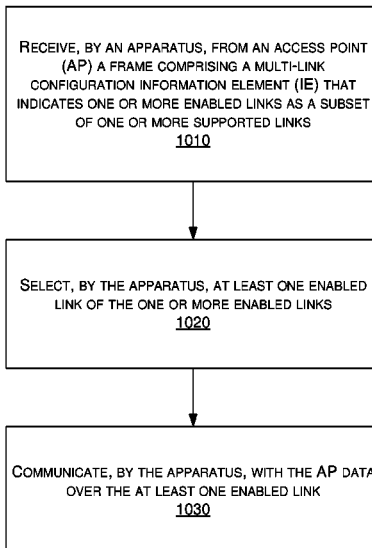 RECEIVE, BY AN APPARATUS, FROM AN ACCESS POINT
(AP) A FRAME COMPRISING A MULTI-LINK
CONFIGURATION INFORMATION ELEMENT (IE) THAT
INDICATES ONE OR MORE ENABLED LINKS AS A SUBSET
OF ONE OR MORE SUPPORTED LINKS
1010
SELECT, BY THE APPARATUS, AT LEAST ONE ENABLED
LINK OF THE ONE OR MORE ENABLED LINKS
1020
COMMUNICATE, BY THE APPARATUS, WITH THE AP DATA
OVER THE AT LEAST ONE ENABLED LINK
1030